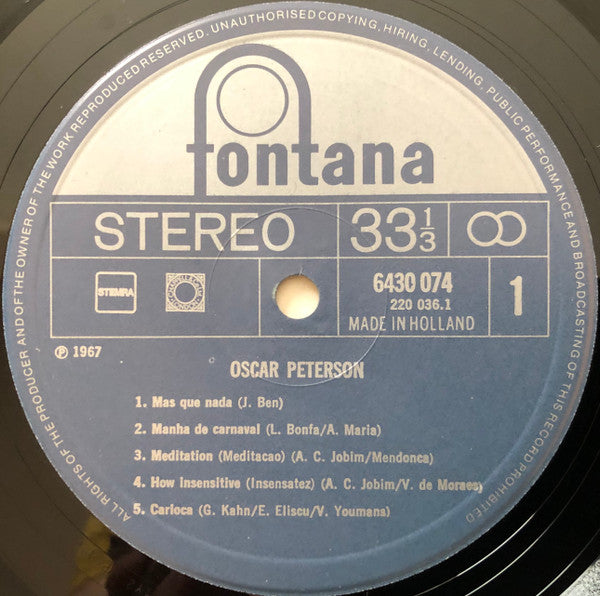 ALL RIGHTS OF THE PRODUCER AND OF THE OWNER OF THE WORK REPRODUCED RESERVED. UNAUTHORISED COPYING, HIRING, LENDING, PUBLIC PERFORMANCE AND BROADCASTING OF THIS RECORD PROHIBITED
fontana
STEREO 33 1/3
STEMRA 6430 074 1
220 036.1
MADE IN HOLLAND
Ⓟ 1967
OSCAR PETERSON
1. Mas que nada (J. Ben)
2. Manha de carnaval (L. Bonfa/A. Maria)
3. Meditation (Meditacao) (A. C. Jobim/Mendonca)
4. How insensitive (Insensatez) (A. C. Jobim/V. de Moraes)
5. Carioca (G. Kahn/E. Eliscu/V. Youmans)